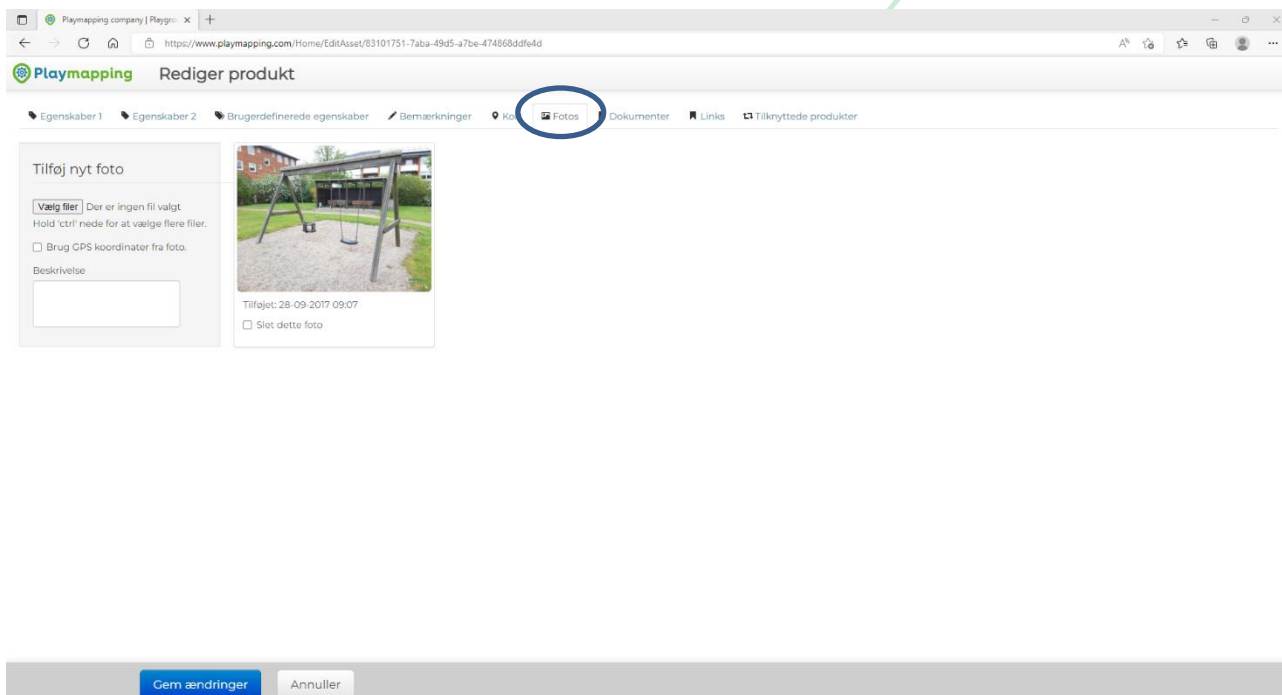 Playmapping company | Playgro
https://www.playmapping.com/Home/EditAsset/83101751-7aba-49d5-a7be-474868ddfe4d
Playmapping Rediger produkt
Egenskaber 1 Egenskaber 2 Brugerdefinerede egenskaber Bemærkninger Ko Fotos Dokumenter Links Tilknyttede produkter
Tilføj nyt foto
Vælg filer Der er ingen fil valgt
Hold 'ctrl' nede for at vælge flere filer.
Brug GPS koordinater fra foto.
Beskrivelse
Tilføjet: 28-09-2017 09:07
Slet dette foto
Gem ændringer Annuller